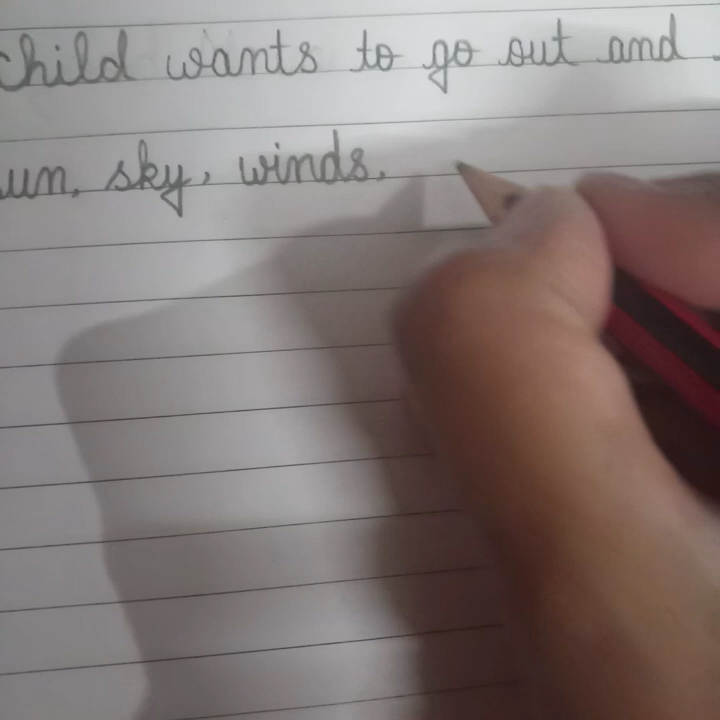 child wants to go out and
un, sky, winds.